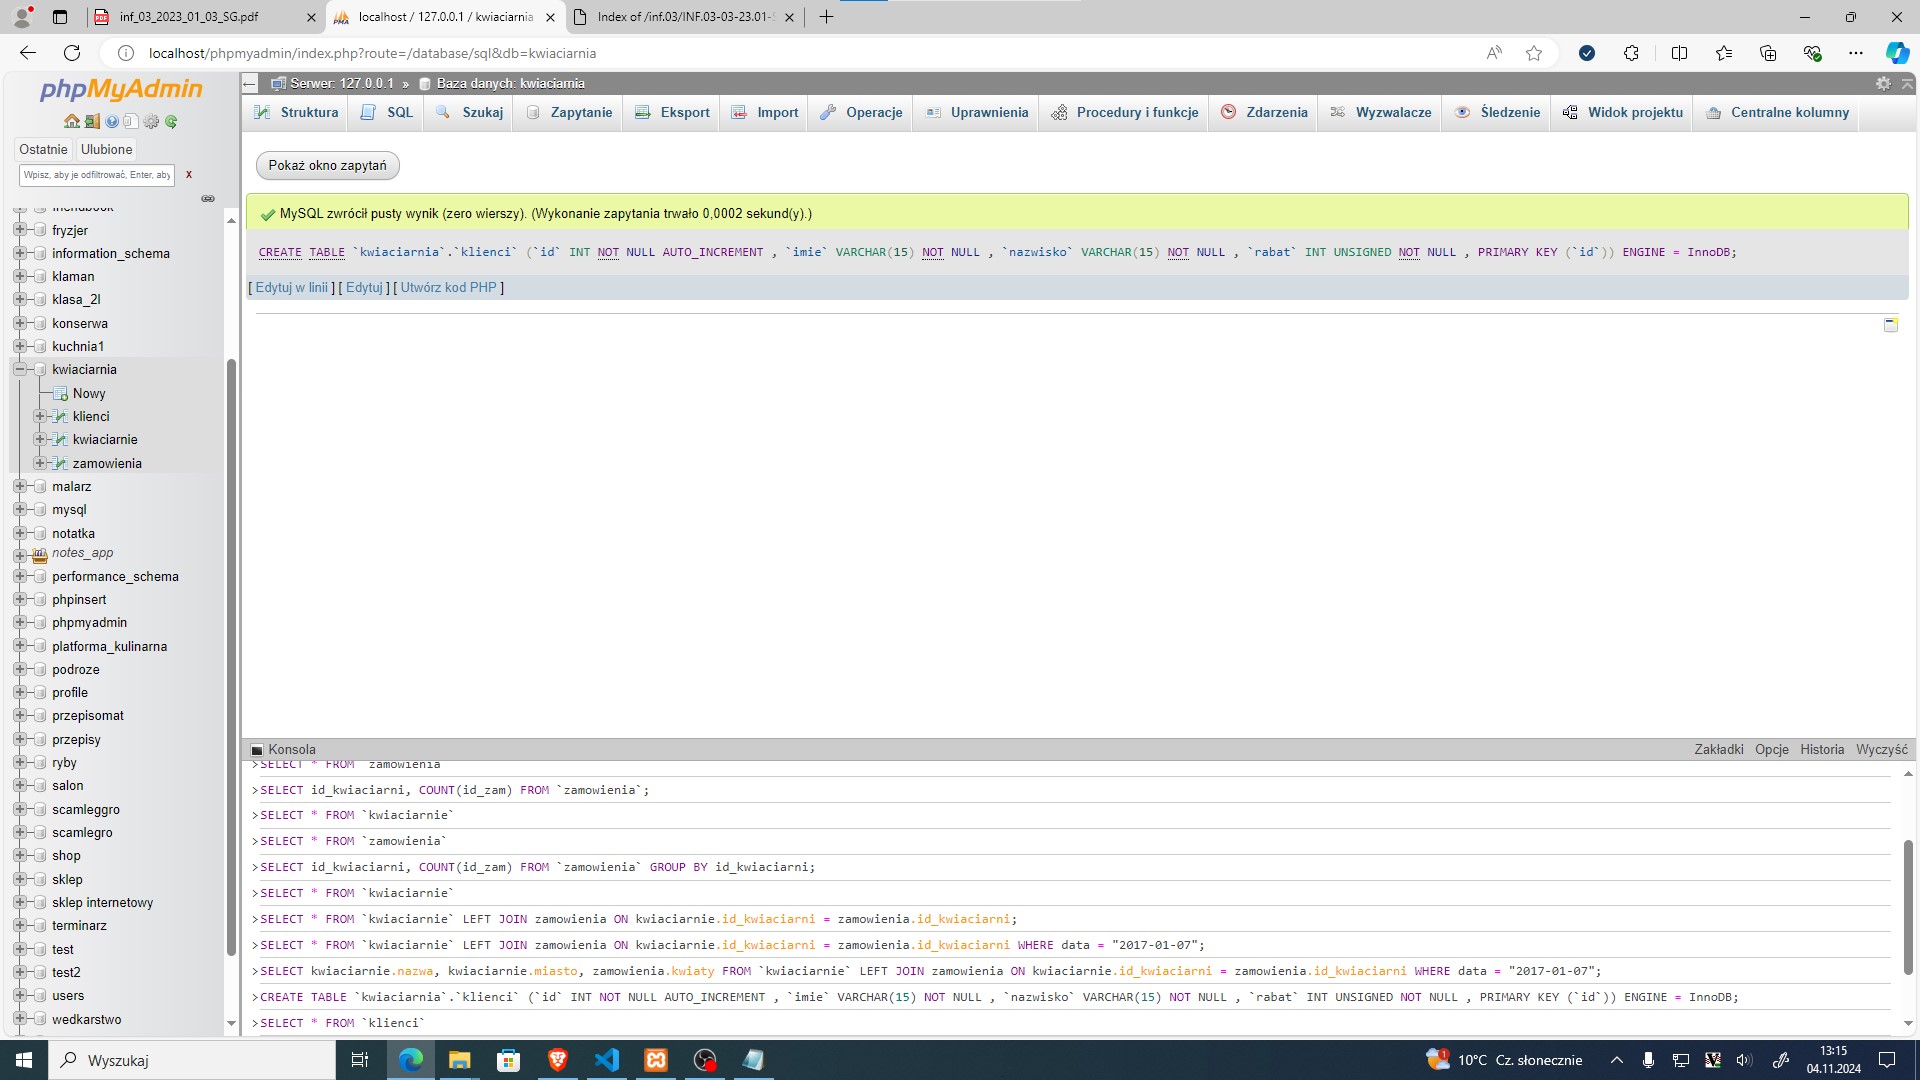 inf_03_2023_01_03_SG.pdf
localhost / 127.0.0.1 / kwiaciarnia
Index of /inf.03/INF.03-03-23.01-S
localhost/phpmyadmin/index.php?route=/database/sql&db=kwiaciarnia
phpMyAdmin
Ostatnie
Ulubione
Wpisz, aby je odfiltrować, Enter, aby
x
friendbook
fryzjer
information_schema
klaman
klasa_2l
konserwa
kuchnia1
kwiaciarnia
Nowy
klienci
kwiaciarnie
zamowienia
malarz
mysql
notatka
notes_app
performance_schema
phpinsert
phpmyadmin
platforma_kulinarna
podroze
profile
przepisomat
przepisy
ryby
salon
scamleggro
scamlegro
shop
sklep
sklep internetowy
terminarz
test
test2
users
wedkarstwo
Serwer: 127.0.0.1 » Baza danych: kwiaciarnia
Struktura
SQL
Szukaj
Zapytanie
Eksport
Import
Operacje
Uprawnienia
Procedury i funkcje
Zdarzenia
Wyzwalacze
Śledzenie
Widok projektu
Centralne kolumny
Pokaż okno zapytań
MySQL zwrócił pusty wynik (zero wierszy). (Wykonanie zapytania trwało 0,0002 sekund(y).)
CREATE TABLE `kwiaciarnia`.`klienci` (`id` INT NOT NULL AUTO_INCREMENT , `imie` VARCHAR(15) NOT NULL , `nazwisko` VARCHAR(15) NOT NULL , `rabat` INT UNSIGNED NOT NULL , PRIMARY KEY (`id`)) ENGINE = InnoDB;
[ Edytuj w linii ] [ Edytuj ] [ Utwórz kod PHP ]
Konsola
Zakładki
Opcje
Historia
Wyczyść
>SELECT * FROM `zamowienia`
>SELECT id_kwiaciarni, COUNT(id_zam) FROM `zamowienia`;
>SELECT * FROM `kwiaciarnie`
>SELECT * FROM `zamowienia`
>SELECT id_kwiaciarni, COUNT(id_zam) FROM `zamowienia` GROUP BY id_kwiaciarni;
>SELECT * FROM `kwiaciarnie`
>SELECT * FROM `kwiaciarnie` LEFT JOIN zamowienia ON kwiaciarnie.id_kwiaciarni = zamowienia.id_kwiaciarni;
>SELECT * FROM `kwiaciarnie` LEFT JOIN zamowienia ON kwiaciarnie.id_kwiaciarni = zamowienia.id_kwiaciarni WHERE data = "2017-01-07";
>SELECT kwiaciarnie.nazwa, kwiaciarnie.miasto, zamowienia.kwiaty FROM `kwiaciarnie` LEFT JOIN zamowienia ON kwiaciarnie.id_kwiaciarni = zamowienia.id_kwiaciarni WHERE data = "2017-01-07";
>CREATE TABLE `kwiaciarnia`.`klienci` (`id` INT NOT NULL AUTO_INCREMENT , `imie` VARCHAR(15) NOT NULL , `nazwisko` VARCHAR(15) NOT NULL , `rabat` INT UNSIGNED NOT NULL , PRIMARY KEY (`id`)) ENGINE = InnoDB;
>SELECT * FROM `klienci`
Wyszukaj
10°C Cz. słonecznie
13:15
04.11.2024